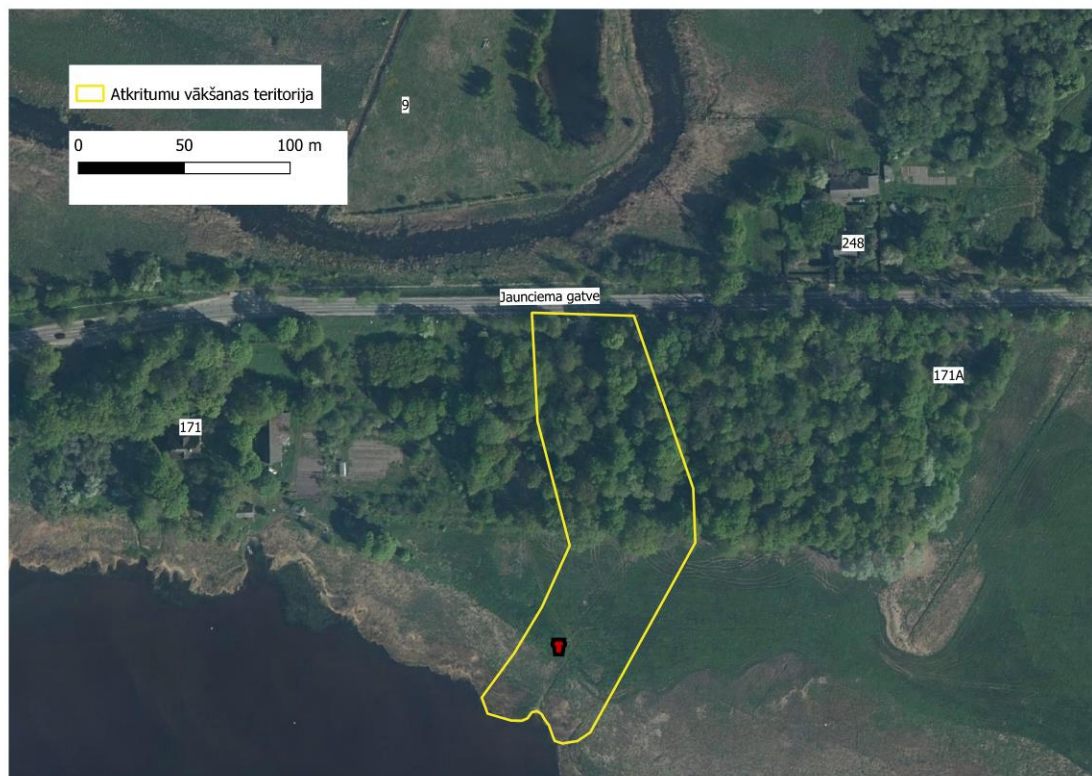 Atkritumu vākšanas teritorija
0 50 100 m
9
248
Jaunciema gatve
171A
171